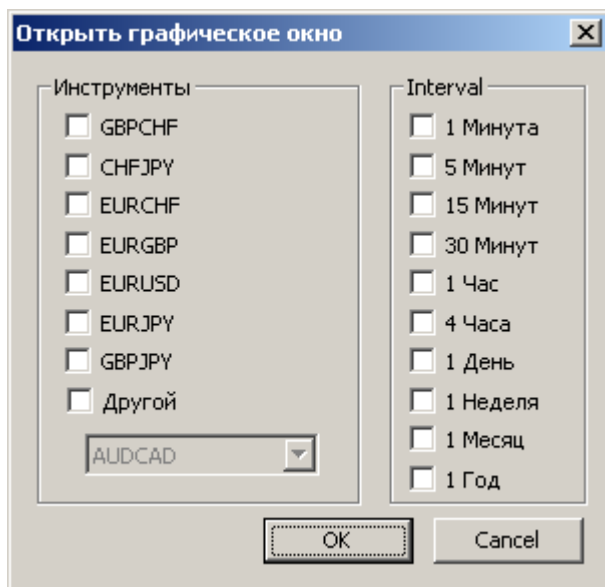 Открыть графическое окно
Инструменты
GBPCHF
CHFJPY
EURCHF
EURGBP
EURUSD
EURJPY
GBPJPY
Другой
AUDCAD
Interval
1 Минута
5 Минут
15 Минут
30 Минут
1 Час
4 Часа
1 День
1 Неделя
1 Месяц
1 Год
OK
Cancel